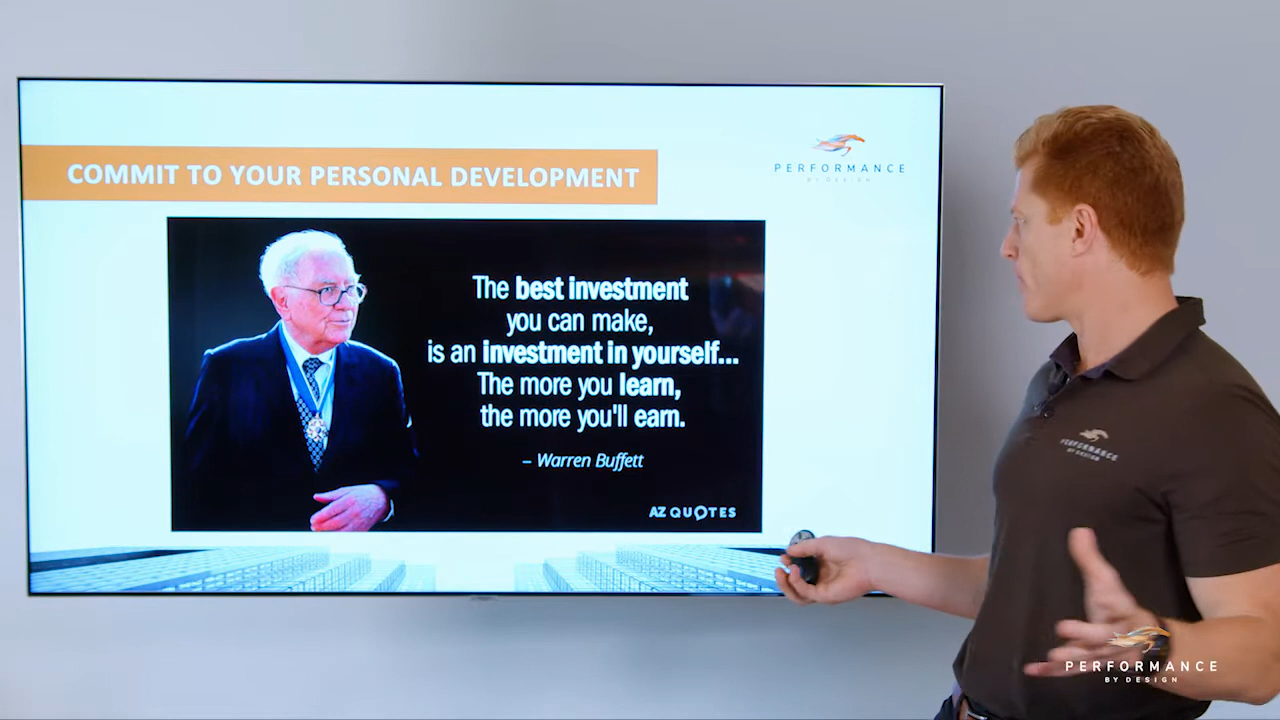 COMMIT TO YOUR PERSONAL DEVELOPMENT
PERFORMANCE
BY DESIGN
The best investment
you can make,
is an investment in yourself...
The more you learn,
the more you'll earn.
– Warren Buffett
AZ QUOTES
PERFORMANCE
BY DESIGN
PERFORMANCE
BY DESIGN